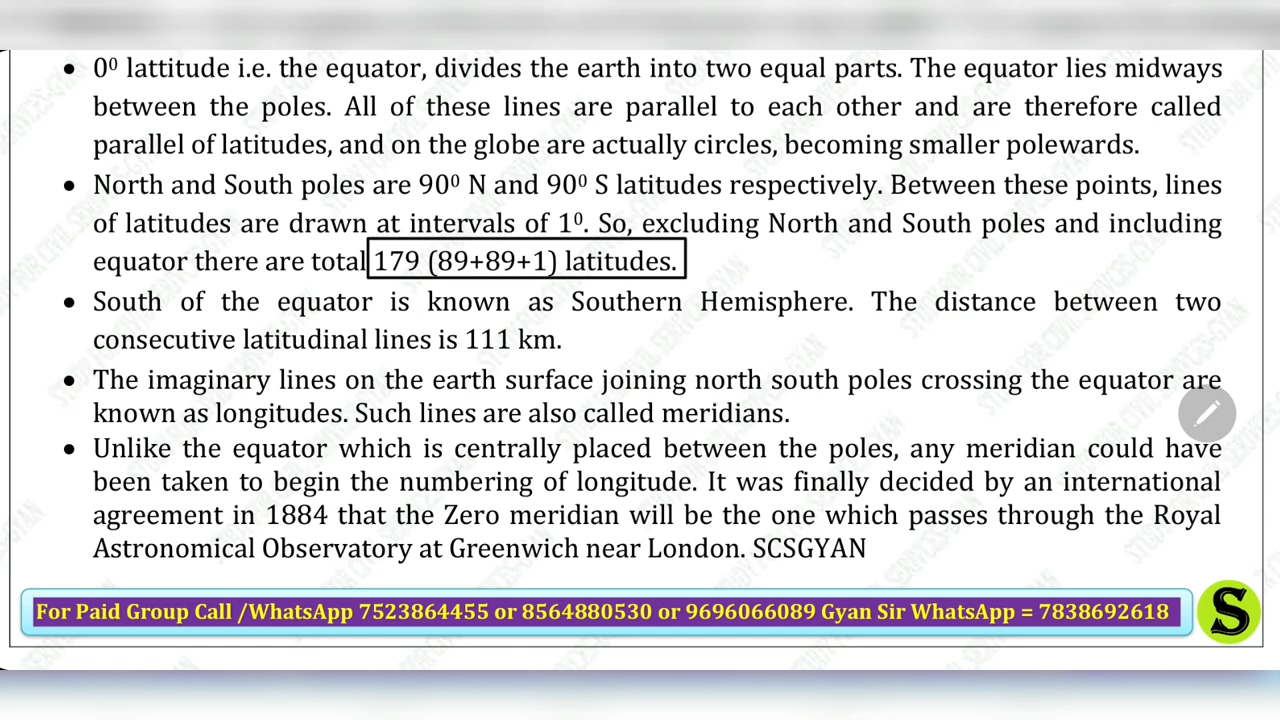 • 0⁰ lattitude i.e. the equator, divides the earth into two equal parts. The equator lies midways
between the poles. All of these lines are parallel to each other and are therefore called
parallel of latitudes, and on the globe are actually circles, becoming smaller polewards.
• North and South poles are 90⁰ N and 90⁰ S latitudes respectively. Between these points, lines
of latitudes are drawn at intervals of 1⁰. So, excluding North and South poles and including
equator there are total 179 (89+89+1) latitudes.
• South of the equator is known as Southern Hemisphere. The distance between two
consecutive latitudinal lines is 111 km.
• The imaginary lines on the earth surface joining north south poles crossing the equator are
known as longitudes. Such lines are also called meridians.
• Unlike the equator which is centrally placed between the poles, any meridian could have
been taken to begin the numbering of longitude. It was finally decided by an international
agreement in 1884 that the Zero meridian will be the one which passes through the Royal
Astronomical Observatory at Greenwich near London. SCSGYAN
For Paid Group Call /WhatsApp 7523864455 or 8564880530 or 9696066089 Gyan Sir WhatsApp = 7838692618
S